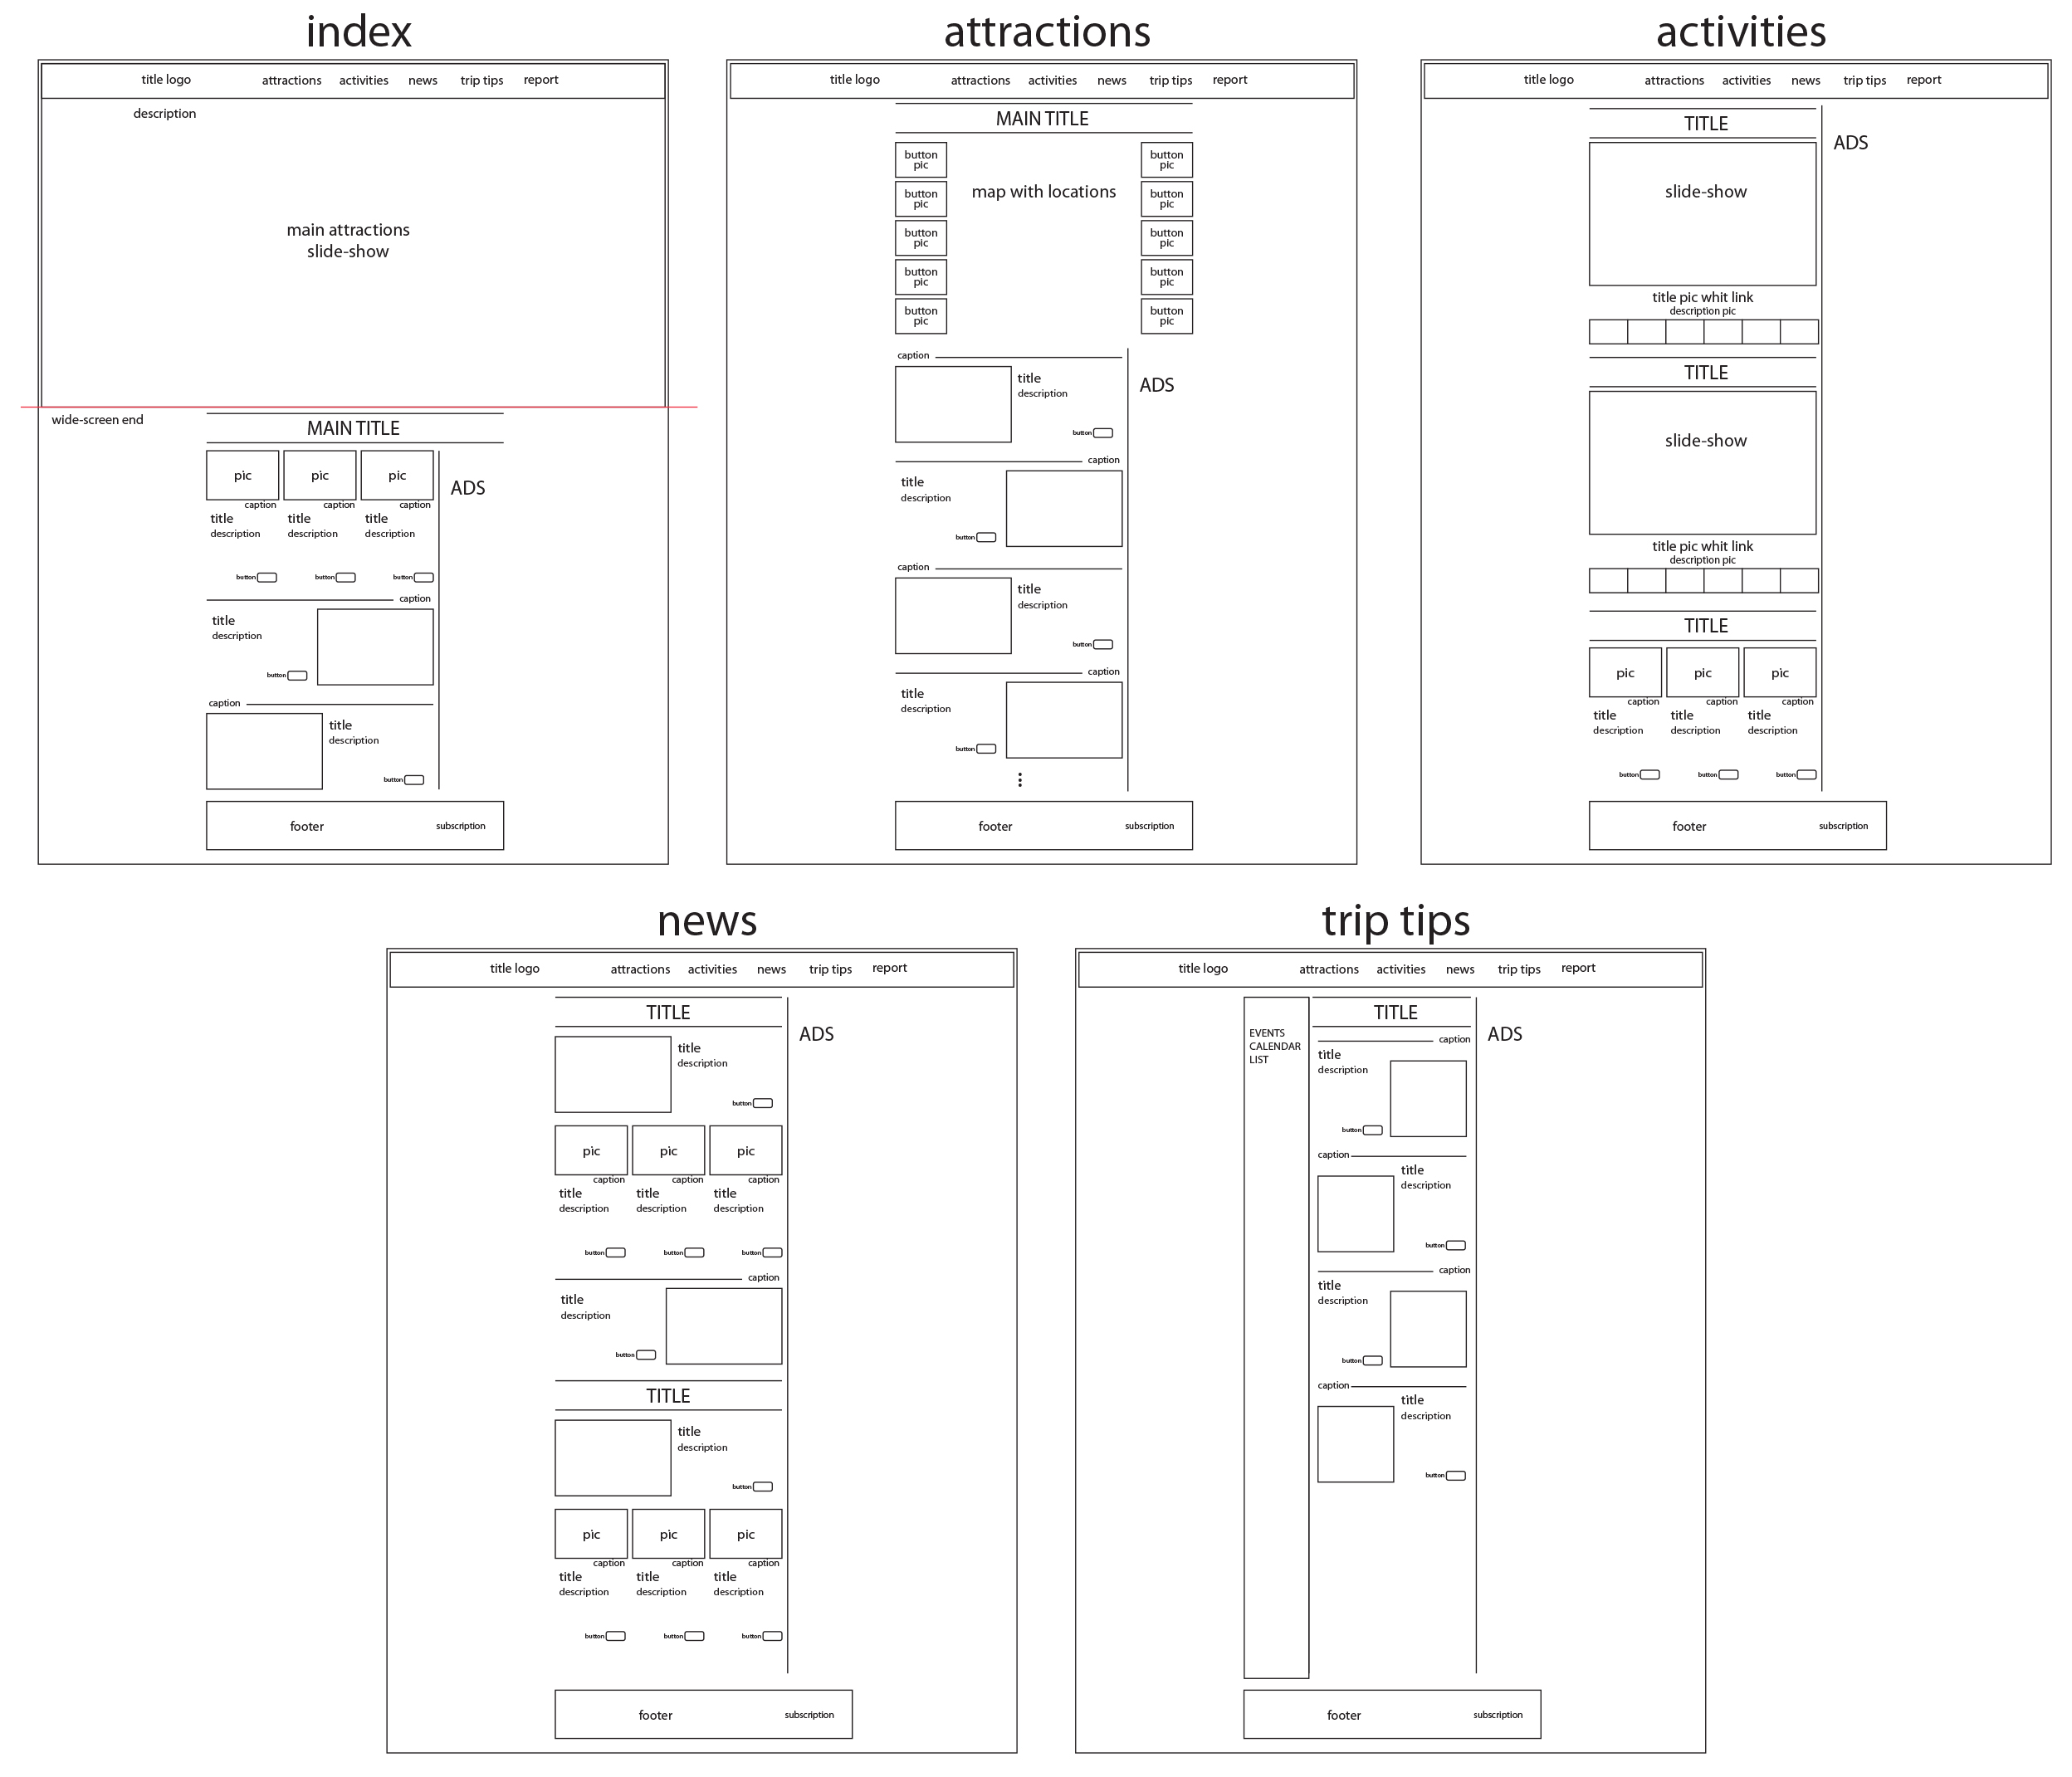 index
title logo attractions activities news trip tips report
description
main attractions
slide-show
wide-screen end
MAIN TITLE
pic pic pic
ADS
caption caption caption
title title title
description description description
button button button
caption
title
description
button
caption
title
description
button
footer subscription
attractions
title logo attractions activities news trip tips report
MAIN TITLE
button
pic
button
pic
button
pic
button
pic
button
pic
map with locations
button
pic
button
pic
button
pic
button
pic
button
pic
caption
title
description
button
ADS
caption
title
description
button
caption
title
description
button
caption
title
description
button
footer subscription
activities
title logo attractions activities news trip tips report
TITLE
ADS
slide-show
title pic whit link
description pic
TITLE
slide-show
title pic whit link
description pic
TITLE
pic pic pic
caption caption caption
title title title
description description description
button button button
footer subscription
news
title logo attractions activities news trip tips report
TITLE
ADS
title
description
button
pic pic pic
caption caption caption
title title title
description description description
button button button
caption
title
description
button
TITLE
title
description
button
pic pic pic
caption caption caption
title title title
description description description
button button button
footer subscription
trip tips
title logo attractions activities news trip tips report
EVENTS
CALENDAR
LIST
TITLE
ADS
caption
title
description
button
caption
title
description
button
caption
title
description
button
caption
title
description
button
footer subscription